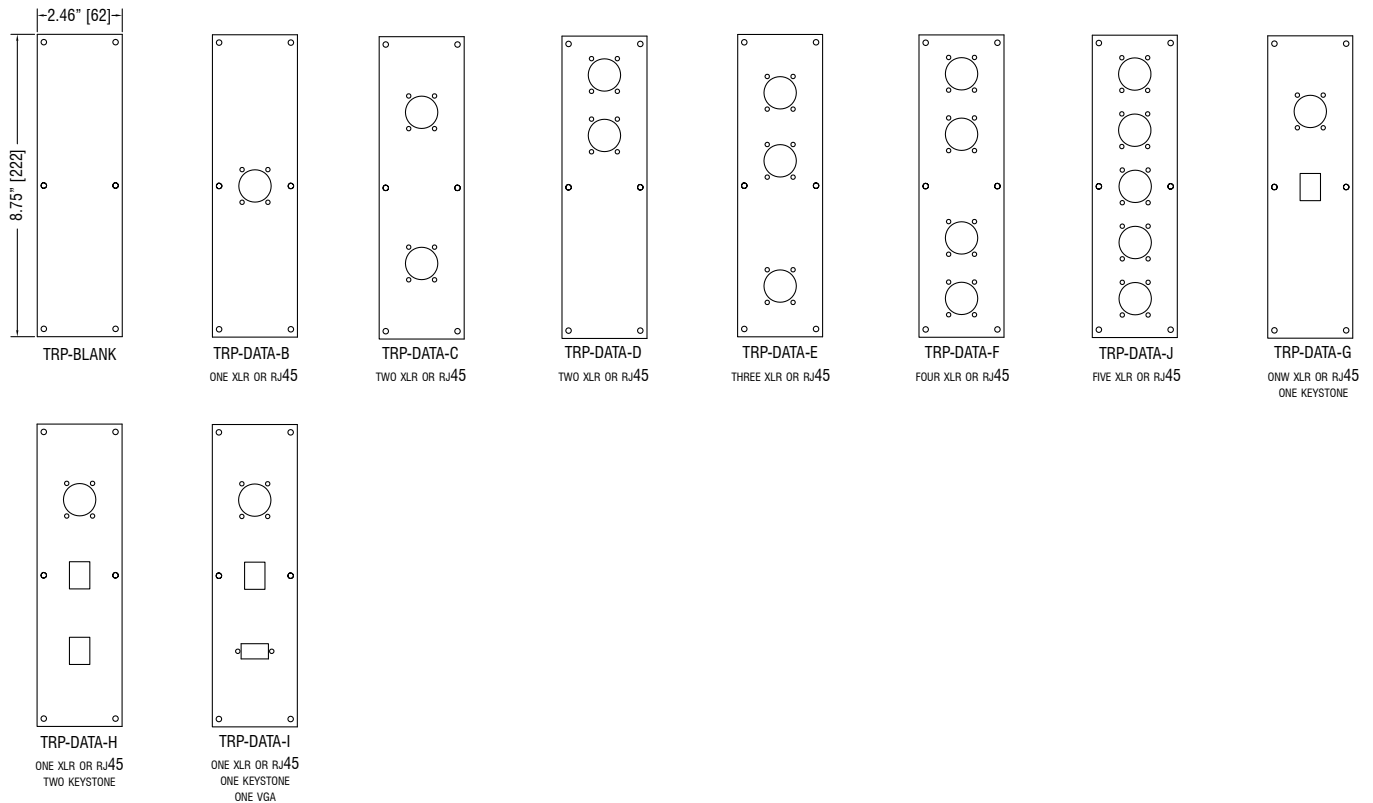 2.46” [62]
8.75” [222]
TRP-BLANK
TRP-DATA-B
ONE XLR OR RJ45
TRP-DATA-C
TWO XLR OR RJ45
TRP-DATA-D
TWO XLR OR RJ45
TRP-DATA-E
THREE XLR OR RJ45
TRP-DATA-F
FOUR XLR OR RJ45
TRP-DATA-J
FIVE XLR OR RJ45
TRP-DATA-G
ONW XLR OR RJ45
ONE KEYSTONE
TRP-DATA-H
ONE XLR OR RJ45
TWO KEYSTONE
TRP-DATA-I
ONE XLR OR RJ45
ONE KEYSTONE
ONE VGA